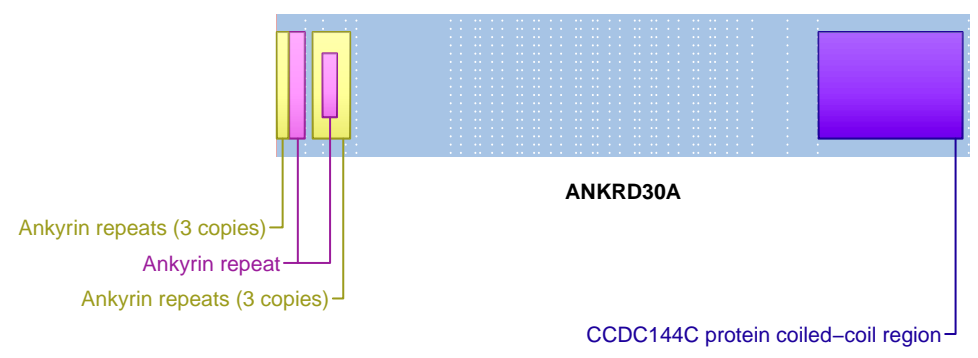 ANKRD30A
Ankyrin repeats (3 copies)
Ankyrin repeat
Ankyrin repeats (3 copies)
CCDC144C protein coiled−coil region